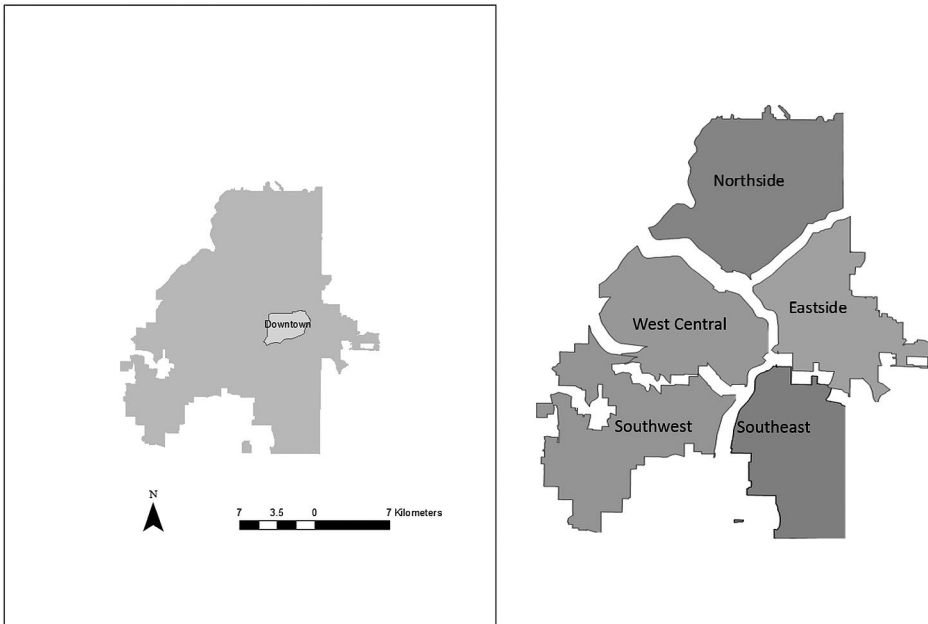 Downtown
N
7 3.5 0 7 Kilometers
Northside
Eastside
West Central
Southwest
Southeast